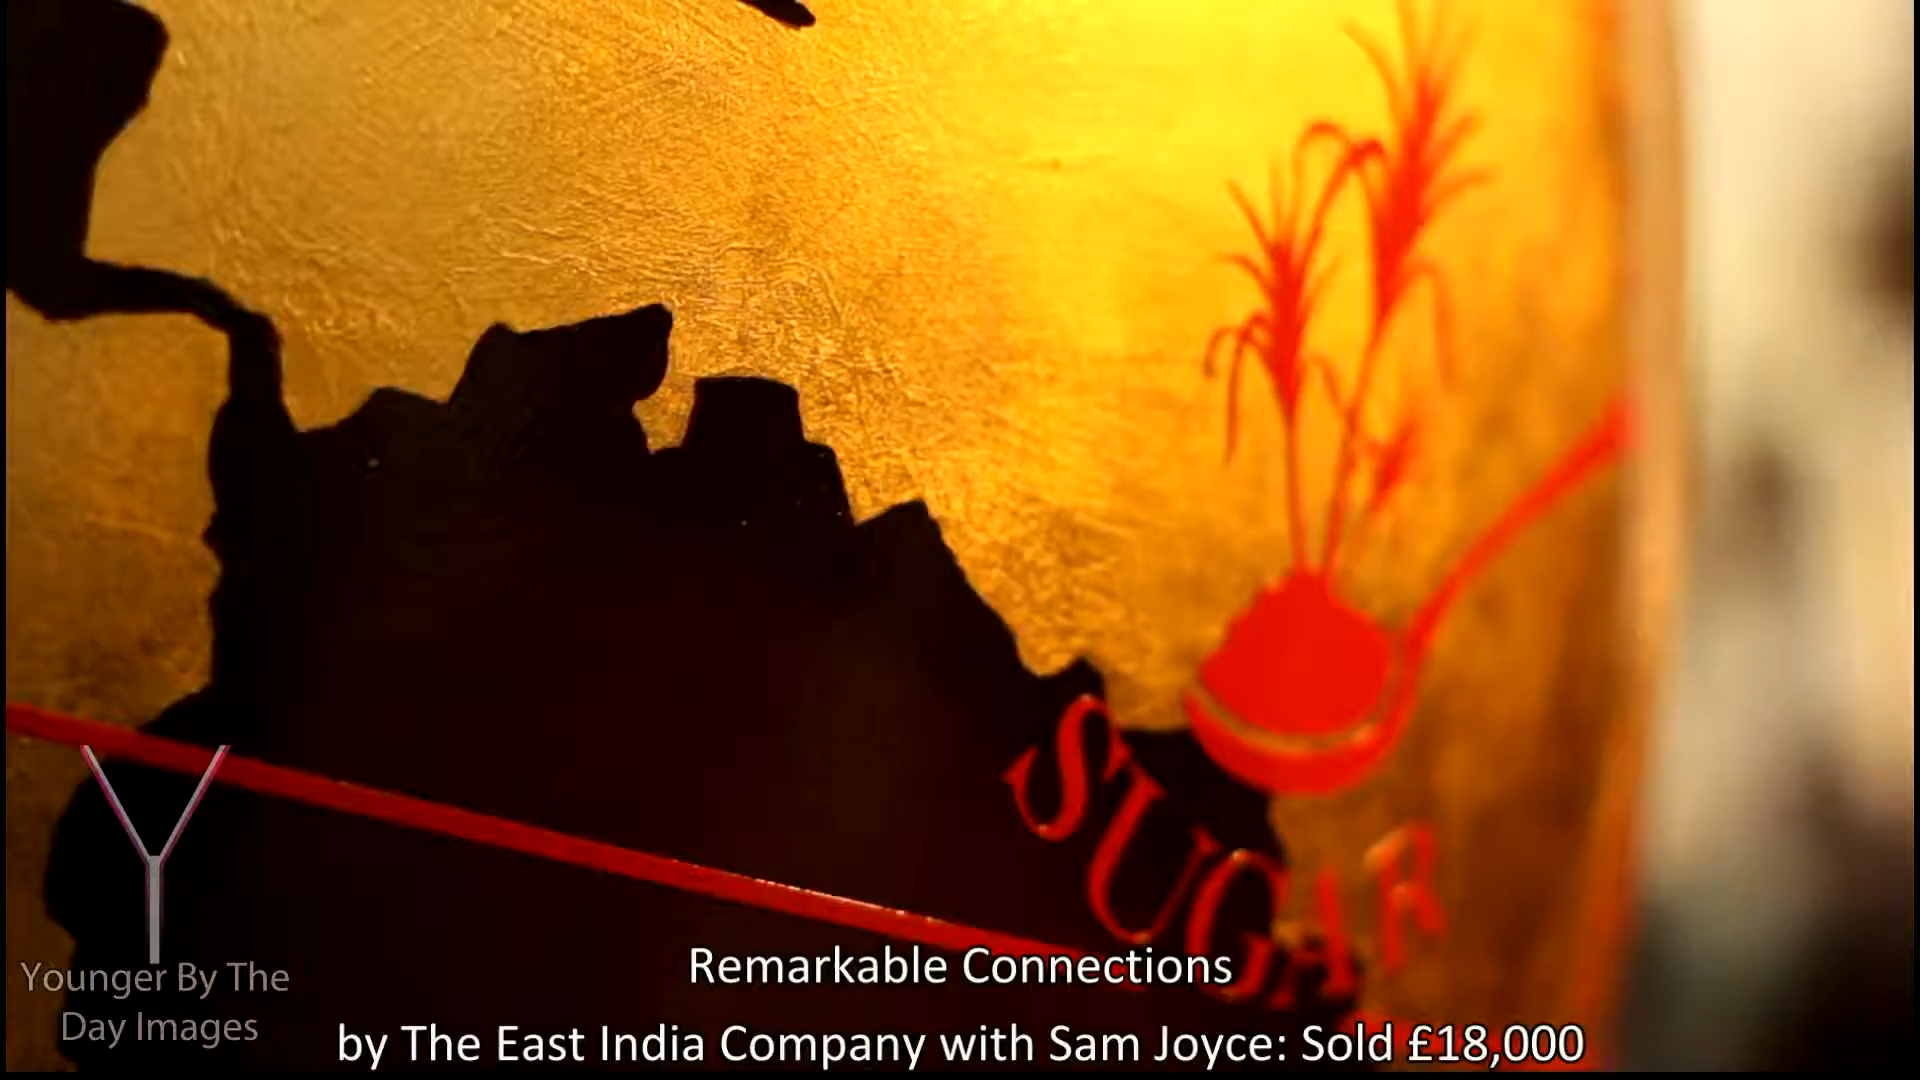 SUGAR
Younger By The
Day Images
Remarkable Connections
by The East India Company with Sam Joyce: Sold £18,000